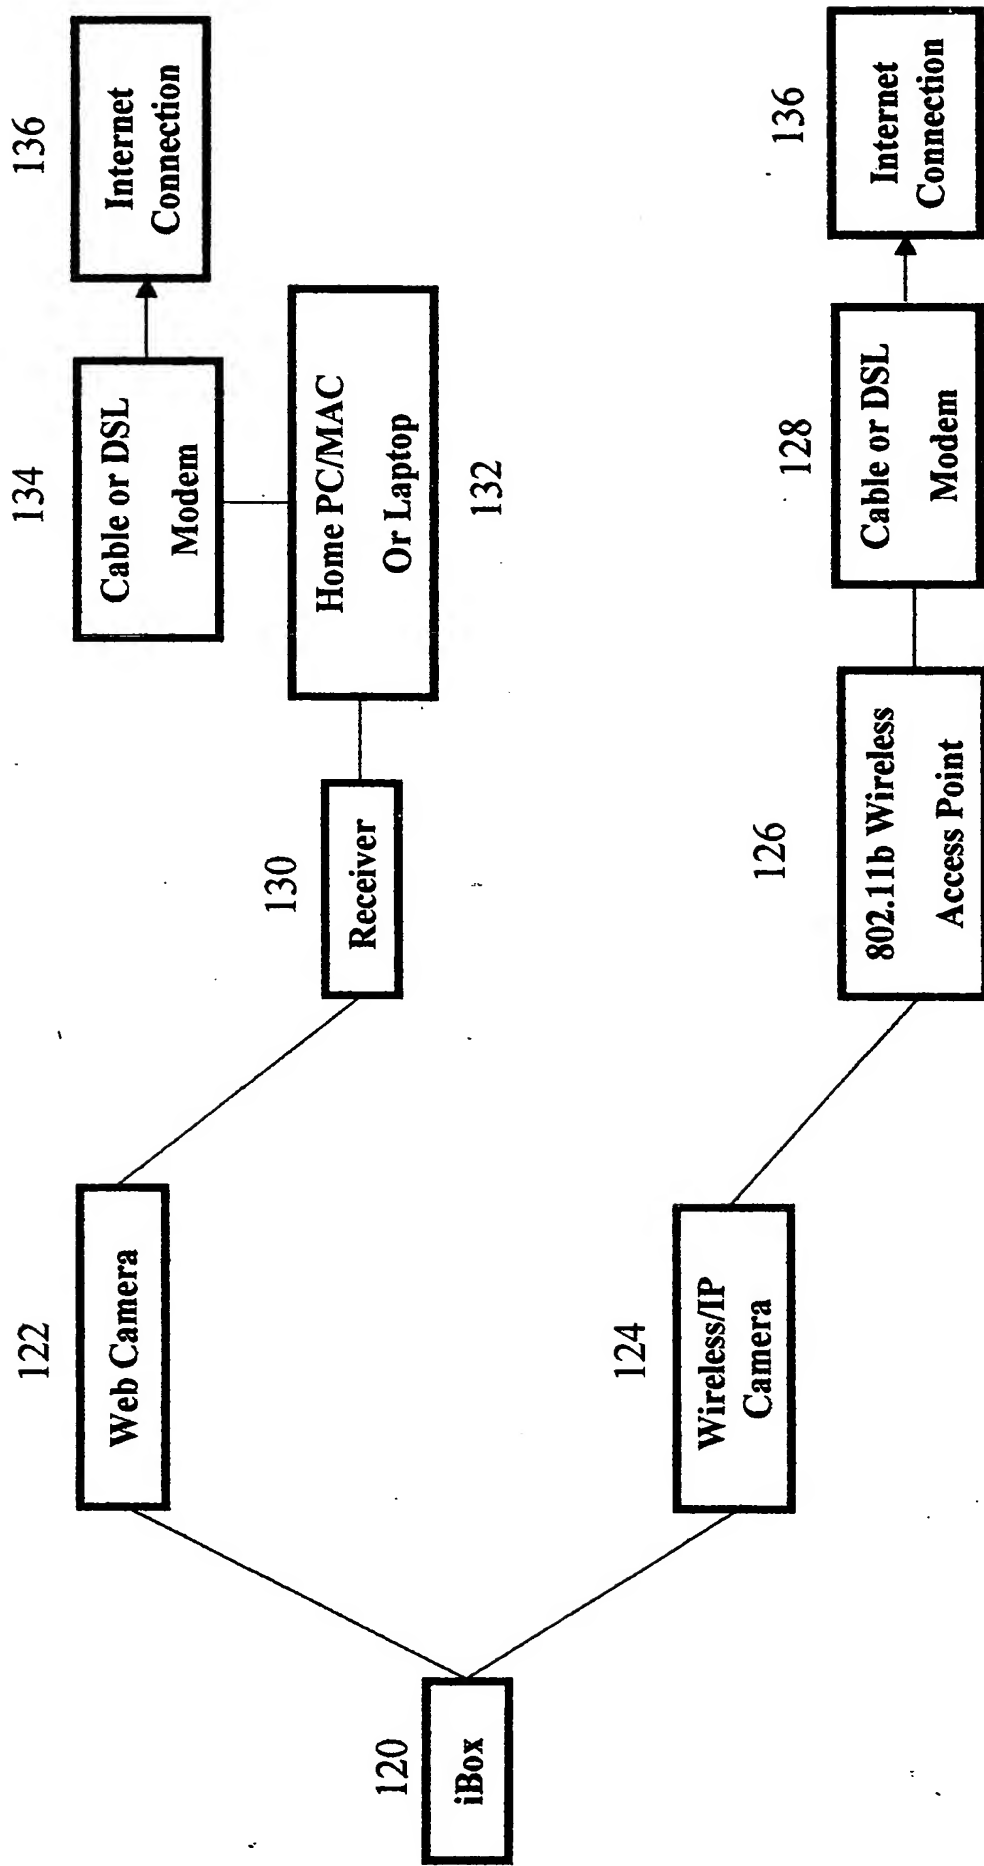 120
iBox
122
Web Camera
130
Receiver
132
Home PC/MAC
Or Laptop
134
Cable or DSL
Modem
136
Internet
Connection
124
Wireless/IP
Camera
126
802.11b Wireless
Access Point
128
Cable or DSL
Modem
136
Internet
Connection